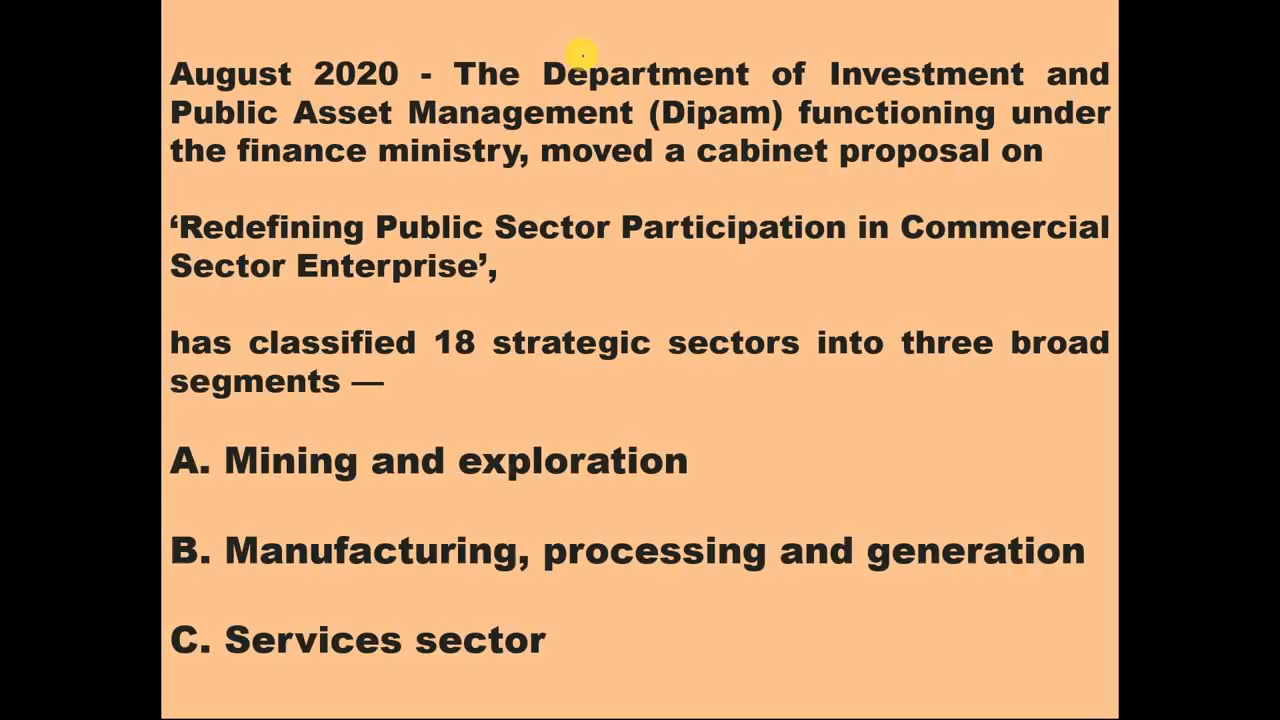 August 2020 - The Department of Investment and
Public Asset Management (Dipam) functioning under
the finance ministry, moved a cabinet proposal on
‘Redefining Public Sector Participation in Commercial
Sector Enterprise’,
has classified 18 strategic sectors into three broad
segments —
A. Mining and exploration
B. Manufacturing, processing and generation
C. Services sector